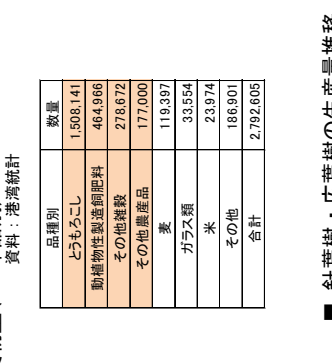 資料：港湾統計
品種別 数量
とうもろこし 1,508,141
動植物性製造飼肥料 464,966
その他雑穀 278,672
その他農産品 177,000
麦 119,397
ガラス類 33,554
米 23,974
その他 186,901
合計 2,792,605
■ 針葉樹・広葉樹の生産量推移